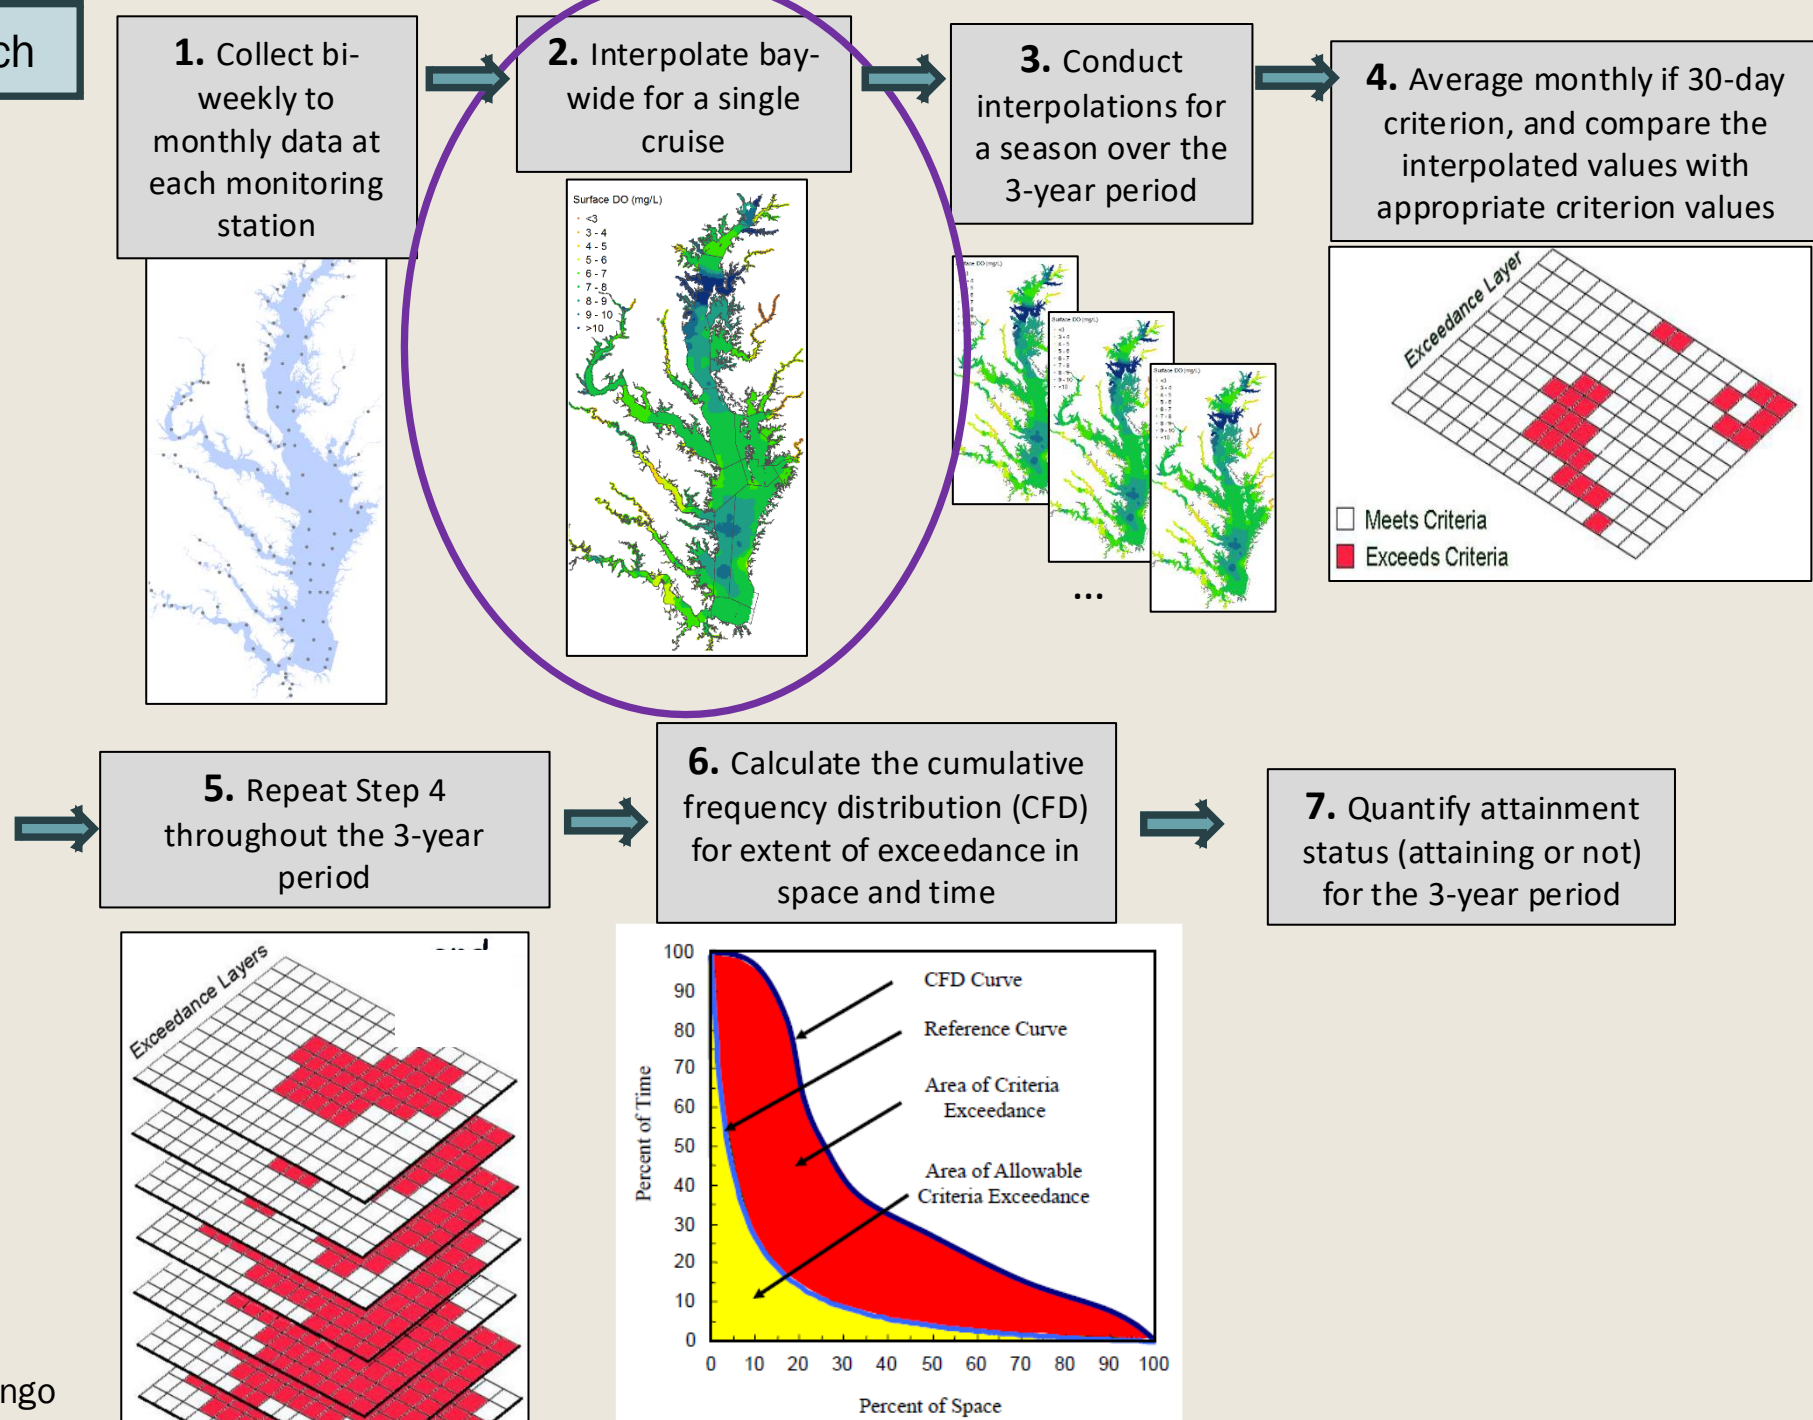 ch
1. Collect bi-
weekly to
monthly data at
each monitoring
station
2. Interpolate bay-
wide for a single
cruise
3. Conduct
interpolations for
a season over the
3-year period
4. Average monthly if 30-day
criterion, and compare the
interpolated values with
appropriate criterion values
Surface DO (mg/L)
<3
3 - 4
4 - 5
5 - 6
6 - 7
7 - 8
8 - 9
9 - 10
>10
Surface DO (mg/L)
Surface DO (mg/L)
...
Exceedance Layer
Meets Criteria
Exceeds Criteria
5. Repeat Step 4
throughout the 3-year
period
6. Calculate the cumulative
frequency distribution (CFD)
for extent of exceedance in
space and time
7. Quantify attainment
status (attaining or not)
for the 3-year period
Exceedance Layers
100
90
80
70
60
50
40
30
20
10
0
Percent of Time
CFD Curve
Reference Curve
Area of Criteria
Exceedance
Area of Allowable
Criteria Exceedance
0 10 20 30 40 50 60 70 80 90 100
Percent of Space
ngo